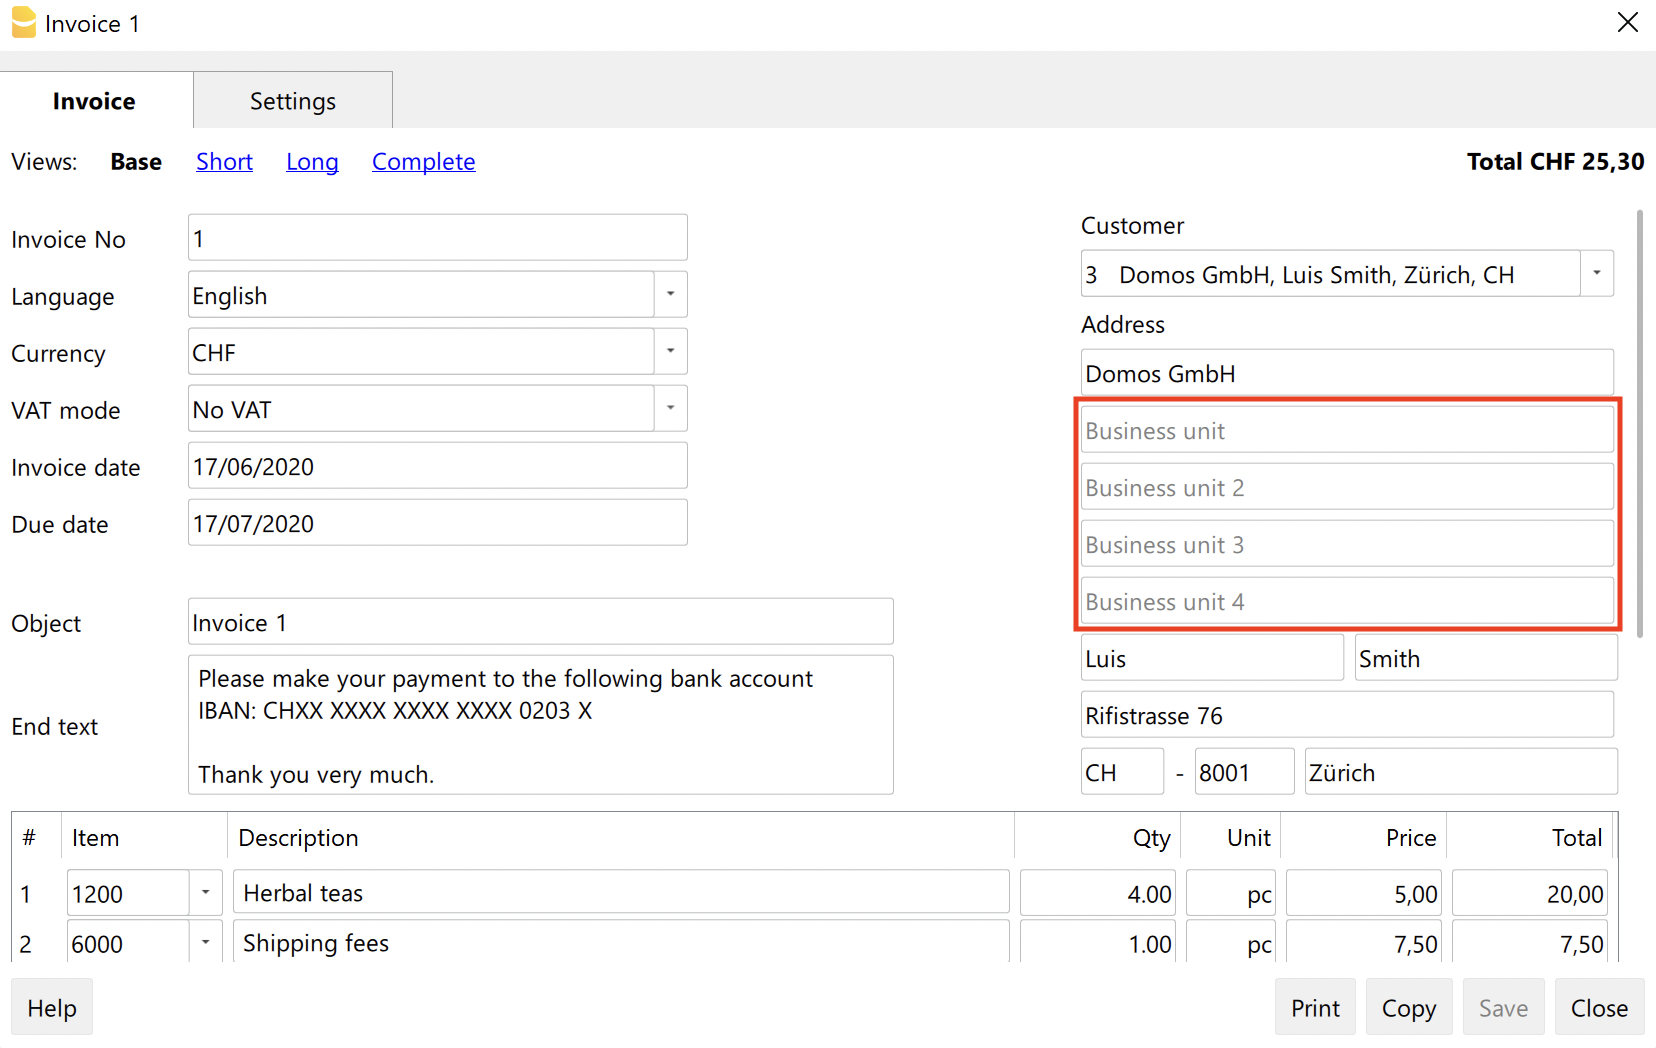 Invoice 1
Invoice Settings
Views: Base Short Long Complete Total CHF 25,30
Invoice No 1
Language English
Currency CHF
VAT mode No VAT
Invoice date 17/06/2020
Due date 17/07/2020
Object Invoice 1
End text
Please make your payment to the following bank account
IBAN: CHXX XXXX XXXX XXXX 0203 X
Thank you very much.
Customer
3 Domos GmbH, Luis Smith, Zürich, CH
Address
Domos GmbH
Business unit
Business unit 2
Business unit 3
Business unit 4
Luis Smith
Rifistrasse 76
CH - 8001 Zürich
# Item Description Qty Unit Price Total
1 1200 Herbal teas 4.00 pc 5,00 20,00
2 6000 Shipping fees 1.00 pc 7,50 7,50
Help Print Copy Save Close